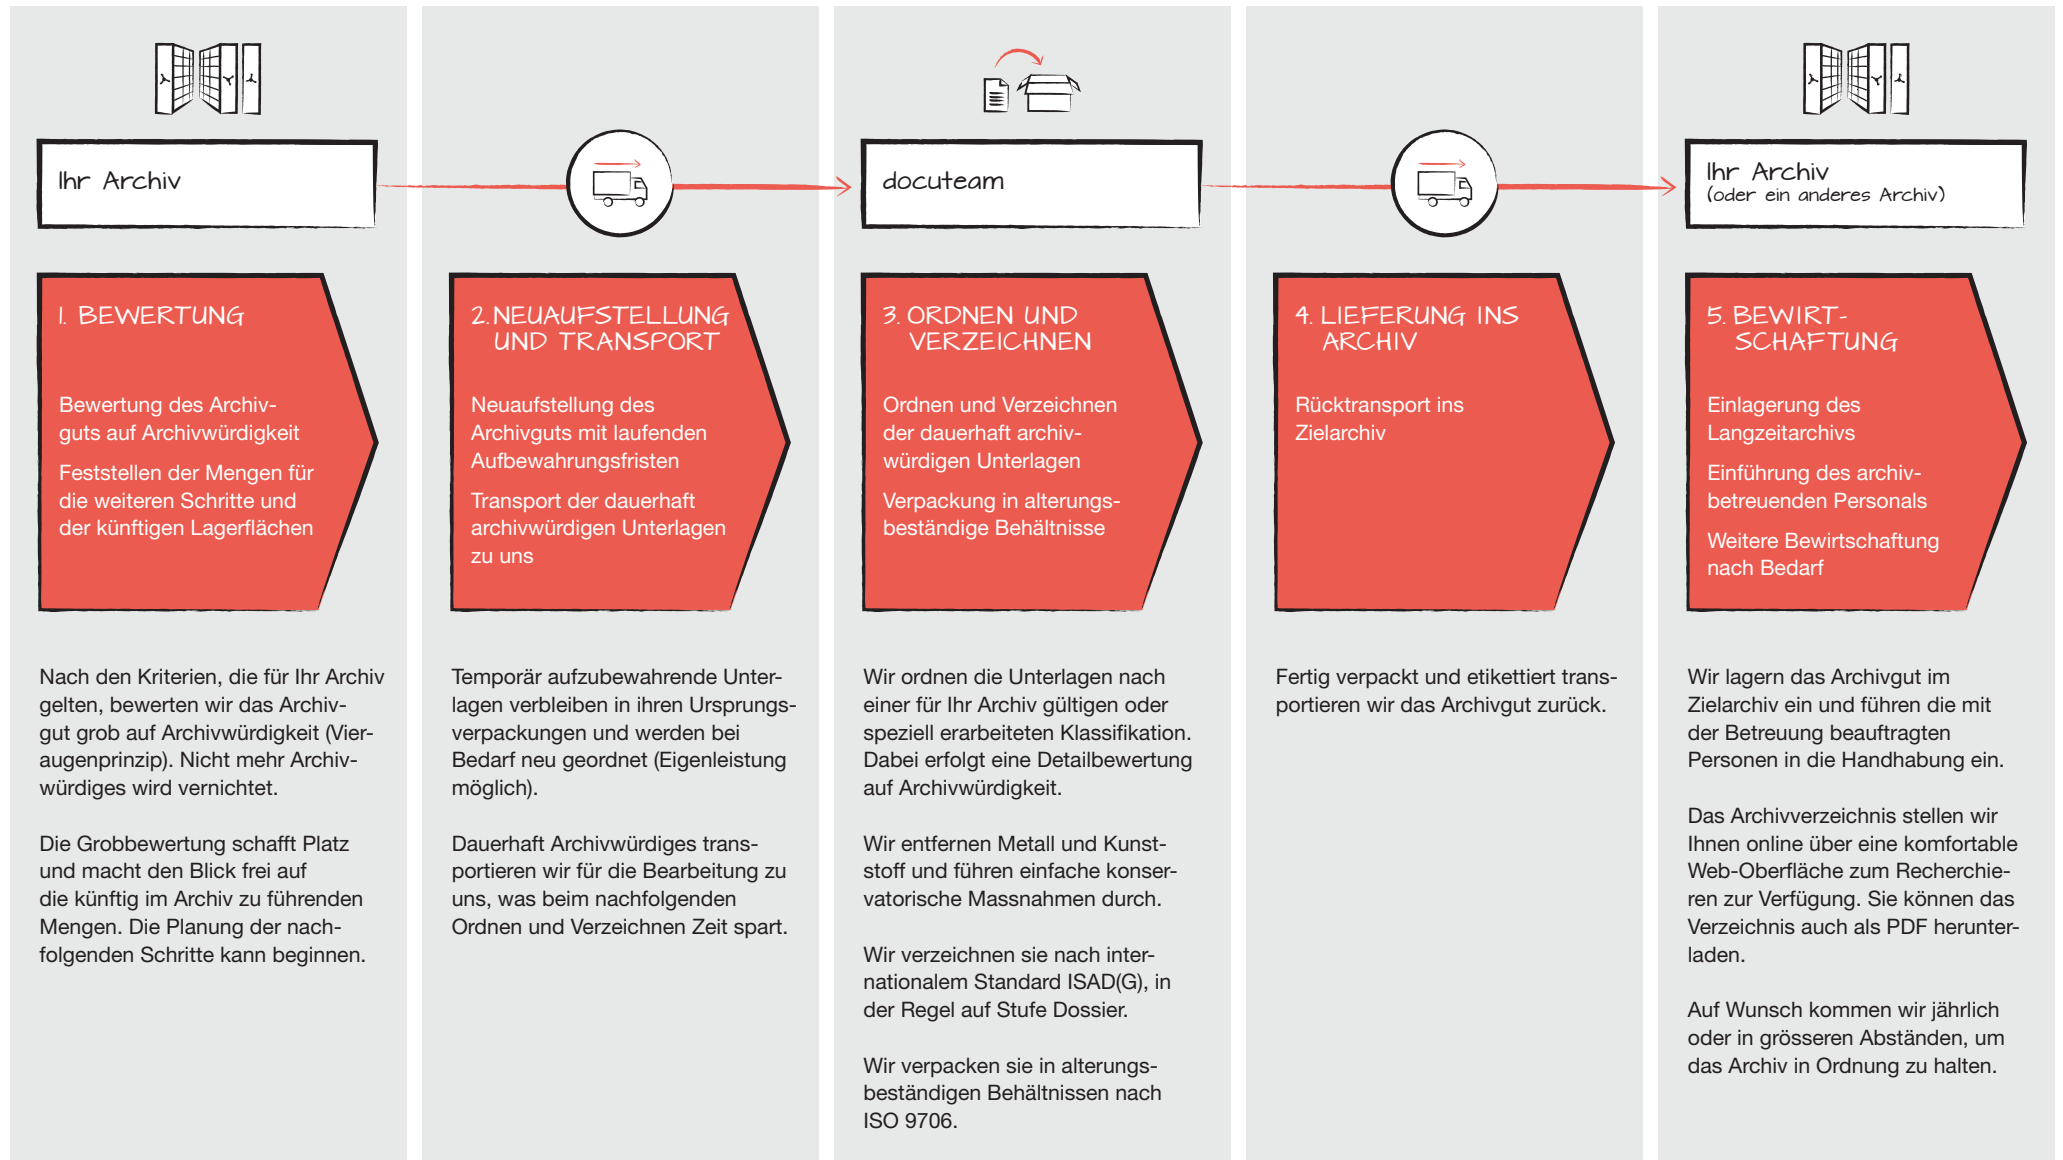 Ihr Archiv
1. BEWERTUNG
Bewertung des Archiv-
guts auf Archivwürdigkeit
Feststellen der Mengen für
die weiteren Schritte und
der künftigen Lagerflächen
Nach den Kriterien, die für Ihr Archiv
gelten, bewerten wir das Archiv-
gut grob auf Archivwürdigkeit (Vier-
augenprinzip). Nicht mehr Archiv-
würdiges wird vernichtet.
Die Grobbewertung schafft Platz
und macht den Blick frei auf
die künftig im Archiv zu führenden
Mengen. Die Planung der nach-
folgenden Schritte kann beginnen.
2. NEUAUFSTELLUNG
UND TRANSPORT
Neuaufstellung des
Archivguts mit laufenden
Aufbewahrungsfristen
Transport der dauerhaft
archivwürdigen Unterlagen
zu uns
Temporär aufzubewahrende Unter-
lagen verbleiben in ihren Ursprungs-
verpackungen und werden bei
Bedarf neu geordnet (Eigenleistung
möglich).
Dauerhaft Archivwürdiges trans-
portieren wir für die Bearbeitung zu
uns, was beim nachfolgenden
Ordnen und Verzeichnen Zeit spart.
docuteam
3. ORDNEN UND
VERZEICHNEN
Ordnen und Verzeichnen
der dauerhaft archiv-
würdigen Unterlagen
Verpackung in alterungs-
beständige Behältnisse
Wir ordnen die Unterlagen nach
einer für Ihr Archiv gültigen oder
speziell erarbeiteten Klassifikation.
Dabei erfolgt eine Detailbewertung
auf Archivwürdigkeit.
Wir entfernen Metall und Kunst-
stoff und führen einfache konser-
vatorische Massnahmen durch.
Wir verzeichnen sie nach inter-
nationalem Standard ISAD(G), in
der Regel auf Stufe Dossier.
Wir verpacken sie in alterungs-
beständigen Behältnissen nach
ISO 9706.
4. LIEFERUNG INS
ARCHIV
Rücktransport ins
Zielarchiv
Fertig verpackt und etikettiert trans-
portieren wir das Archivgut zurück.
Ihr Archiv
(oder ein anderes Archiv)
5. BEWIRT-
SCHAFTUNG
Einlagerung des
Langzeitarchivs
Einführung des archiv-
betreuenden Personals
Weitere Bewirtschaftung
nach Bedarf
Wir lagern das Archivgut im
Zielarchiv ein und führen die mit
der Betreuung beauftragten
Personen in die Handhabung ein.
Das Archivverzeichnis stellen wir
Ihnen online über eine komfortable
Web-Oberfläche zum Recherchie-
ren zur Verfügung. Sie können das
Verzeichnis auch als PDF herunter-
laden.
Auf Wunsch kommen wir jährlich
oder in grösseren Abständen, um
das Archiv in Ordnung zu halten.